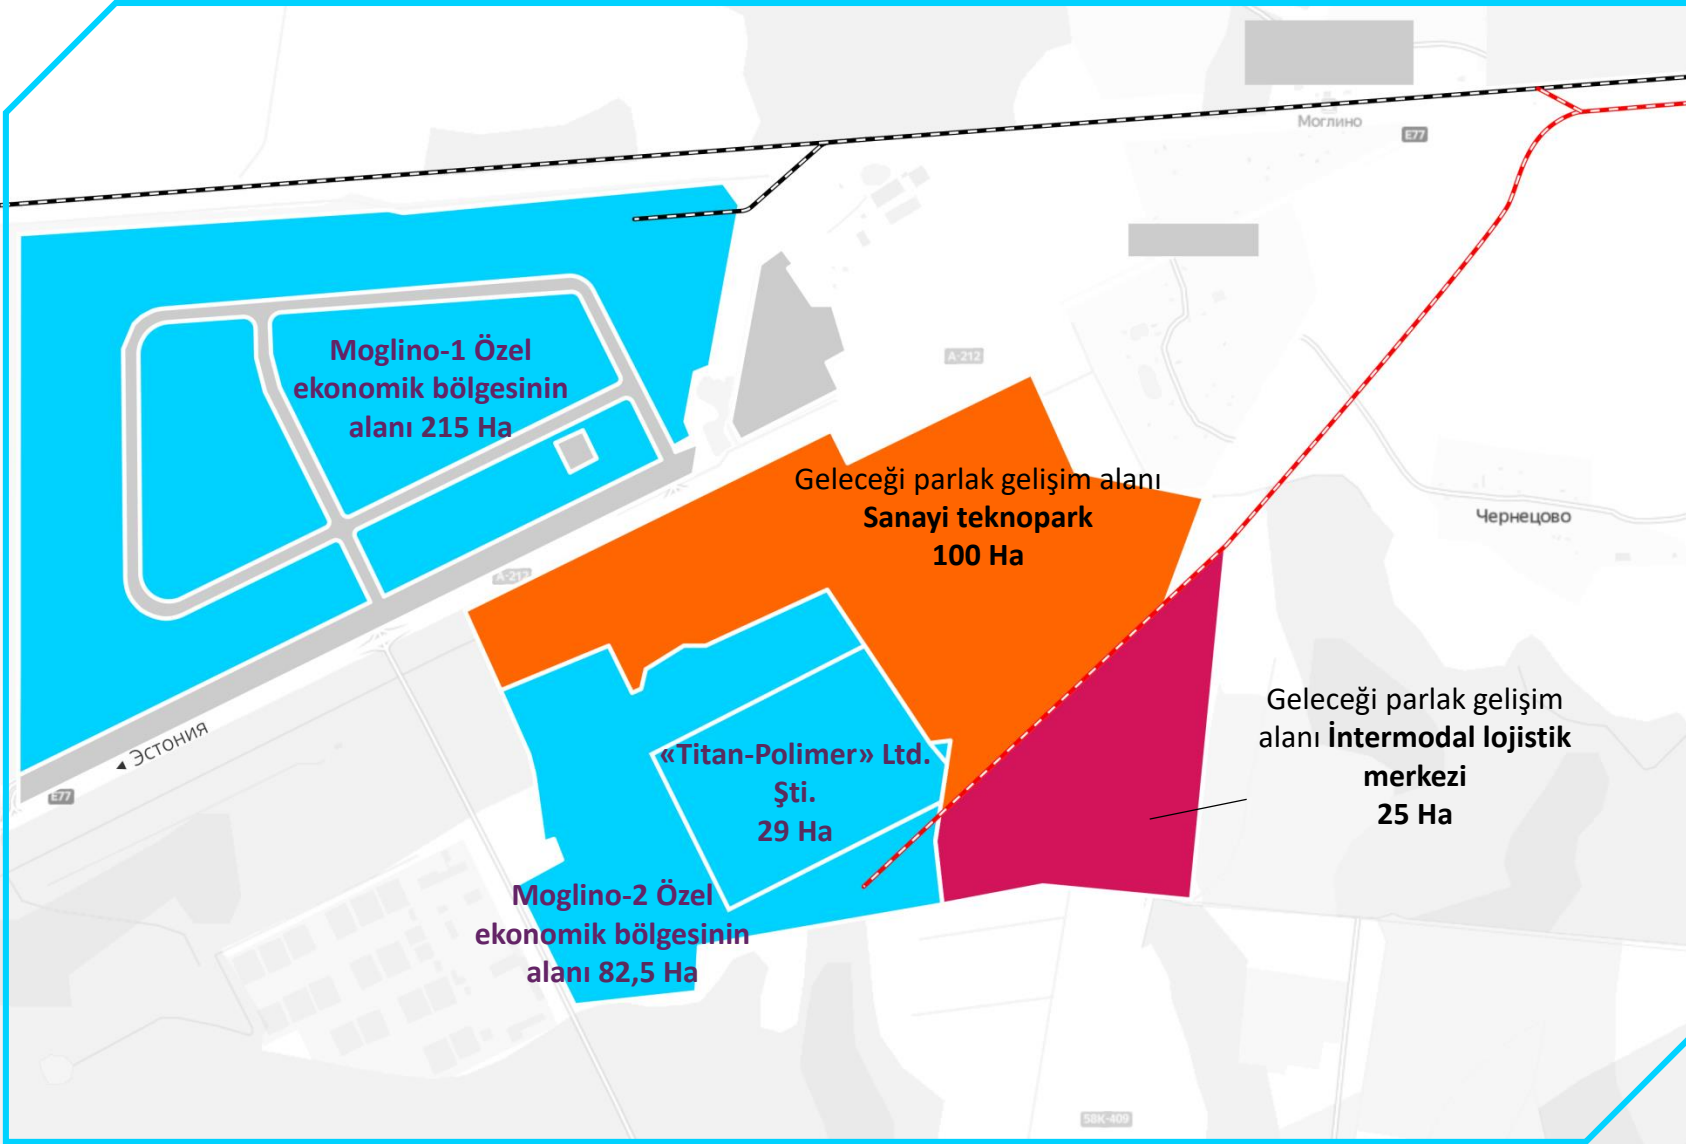 Моглино
E77
A-212
Moglino-1 Özel
ekonomik bölgesinin
alanı 215 Ha
Geleceği parlak gelişim alanı
Sanayi teknopark
100 Ha
Чернецово
A-212
Geleceği parlak gelişim
alanı İntermodal lojistik
merkezi
25 Ha
◄ Эстония
E77
«Titan-Polimer» Ltd.
Şti.
29 Ha
Moglino-2 Özel
ekonomik bölgesinin
alanı 82,5 Ha
58K-409